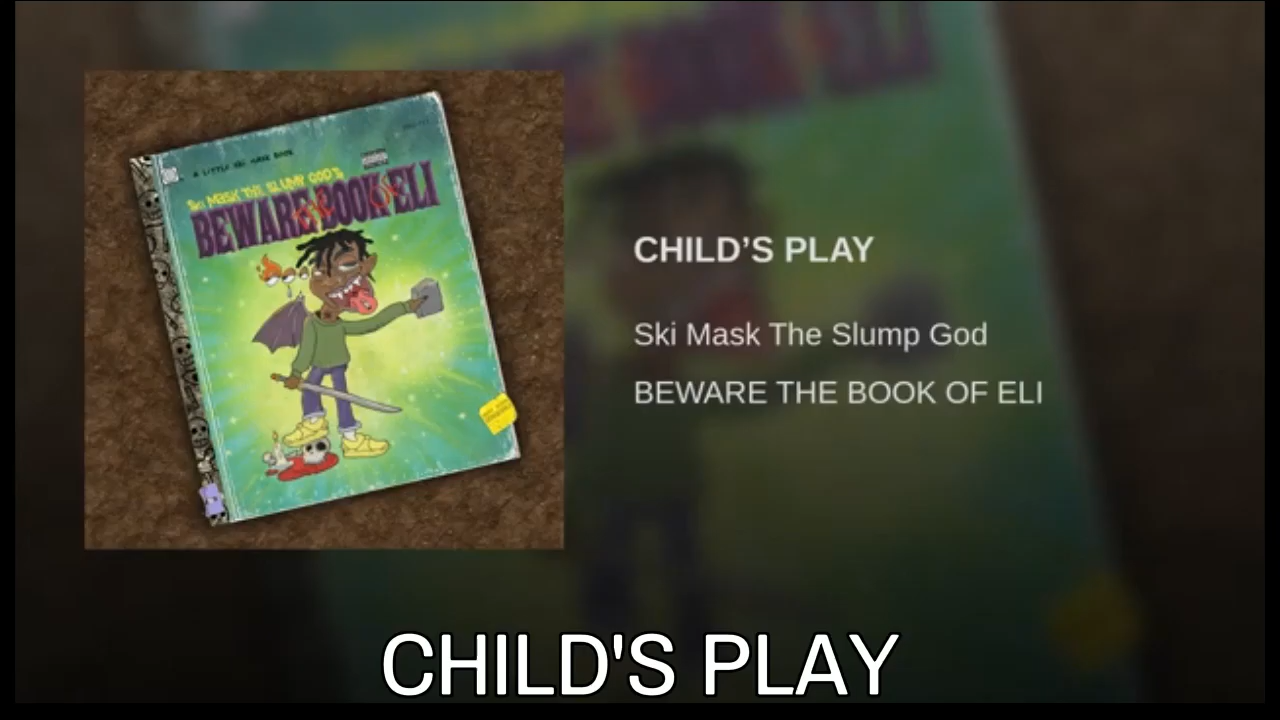 A LITTLE SKI MASK BOOK
SKI MASK THE SLUMP GOD'S
BEWARE THE BOOK OF ELI
CHILD’S PLAY
Ski Mask The Slump God
BEWARE THE BOOK OF ELI
CHILD'S PLAY